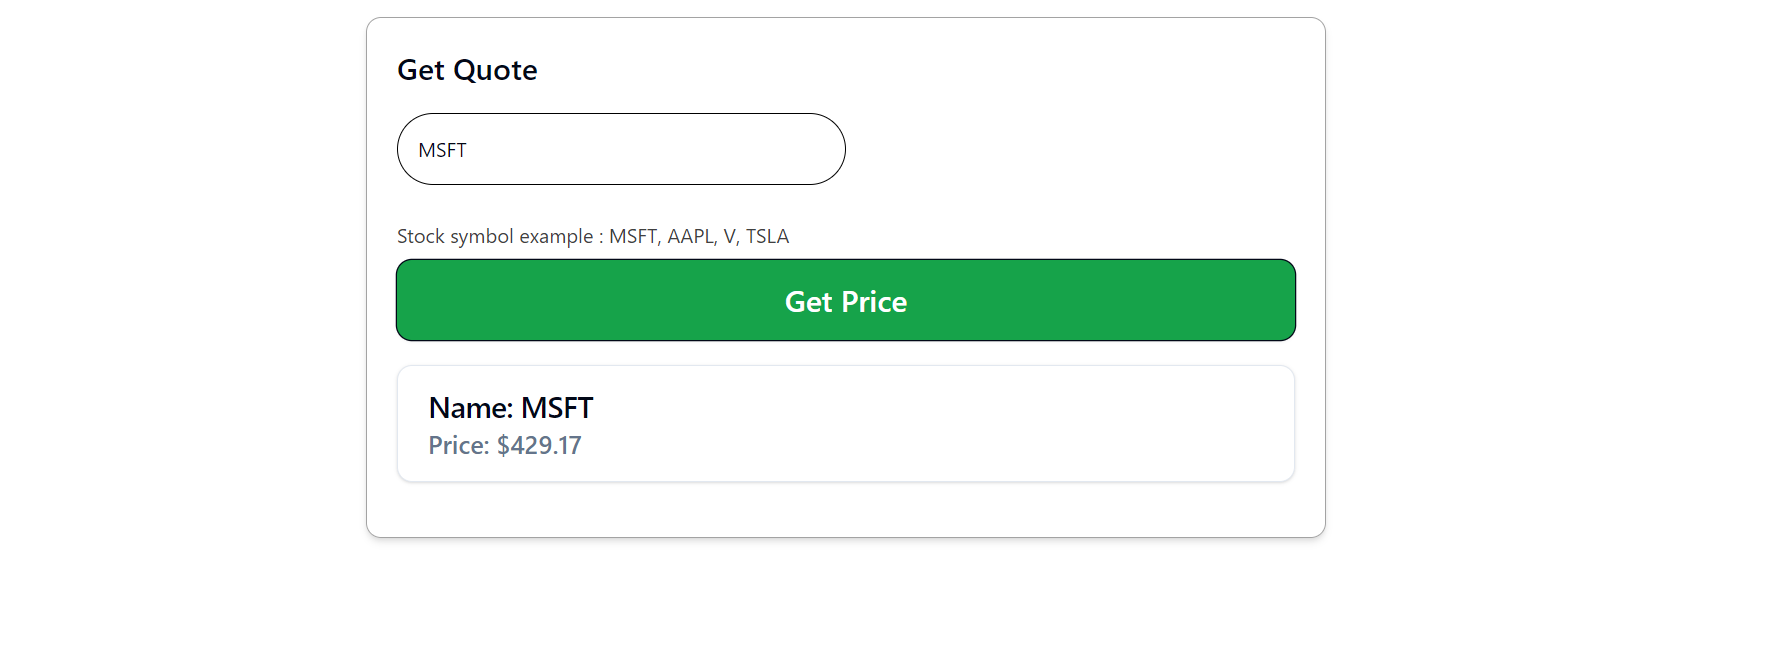 Get Quote
MSFT
Stock symbol example : MSFT, AAPL, V, TSLA
Get Price
Name: MSFT
Price: $429.17